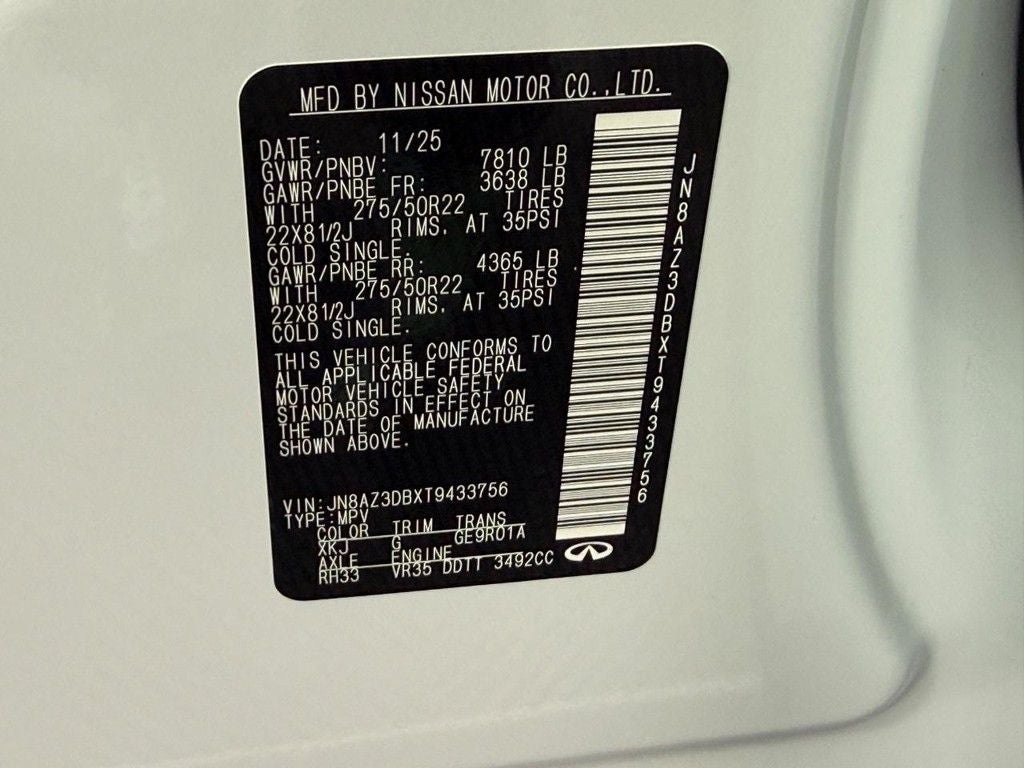 MFD BY NISSAN MOTOR CO.,LTD.
DATE: 11/25
GVWR/PNBV: 7810 LB
GAWR/PNBE FR: 3638 LB
WITH 275/50R22 TIRES
22X81/2J RIMS, AT 35PSI
COLD SINGLE.
GAWR/PNBE RR: 4365 LB
WITH 275/50R22 TIRES
22X81/2J RIMS, AT 35PSI
COLD SINGLE.
THIS VEHICLE CONFORMS TO
ALL APPLICABLE FEDERAL
MOTOR VEHICLE SAFETY
STANDARDS IN EFFECT ON
THE DATE OF MANUFACTURE
SHOWN ABOVE.
VIN:JN8AZ3DBXT9433756
TYPE:MPV
COLOR TRIM TRANS
XKJ G GE9R01A
AXLE ENGINE
RH33 VR35 DDTT 3492CC
JN8AZ3DBXT9433756